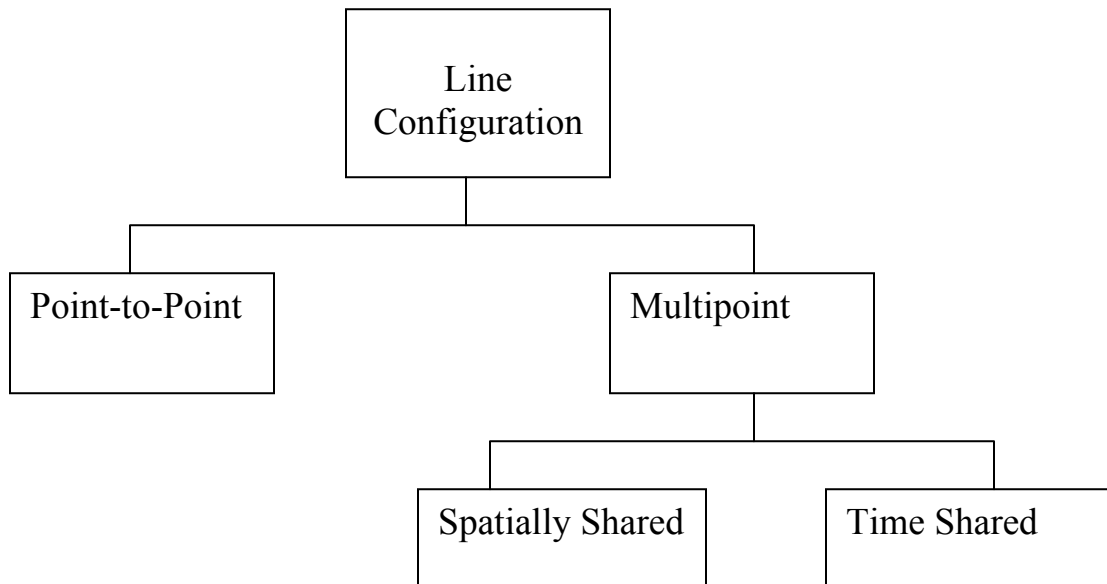 Line
Configuration
Point-to-Point
Multipoint
Spatially Shared
Time Shared